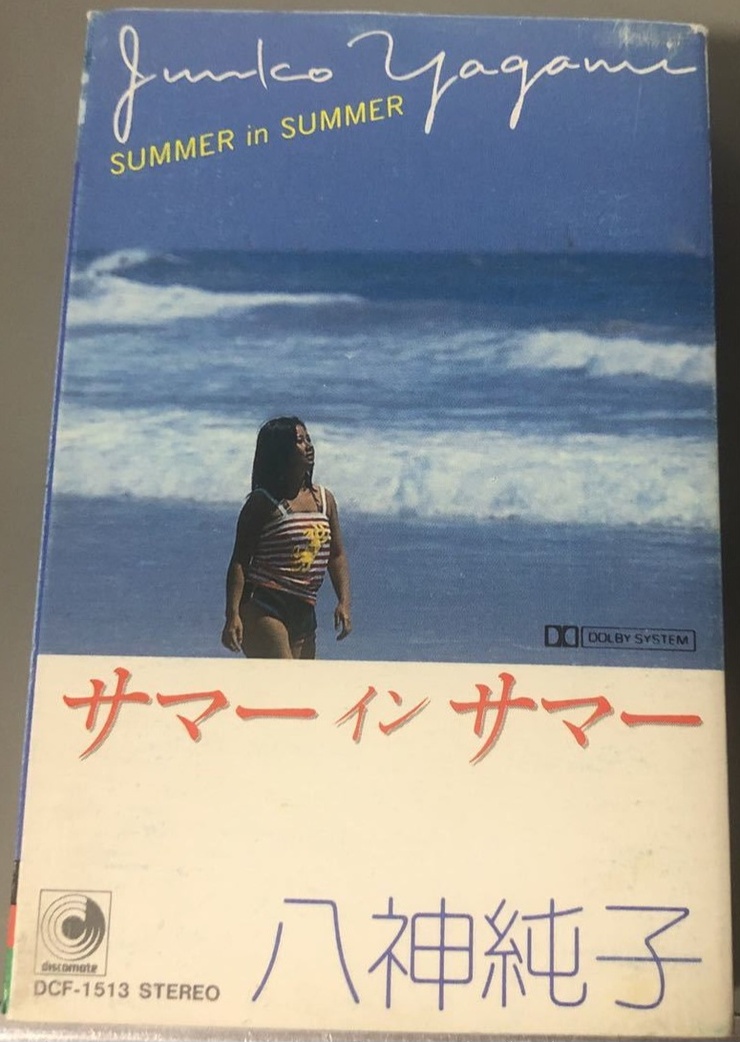 Junko Yagami
SUMMER in SUMMER
DOLBY SYSTEM
サマー イン サマー
discomate
DCF-1513 STEREO
八神純子